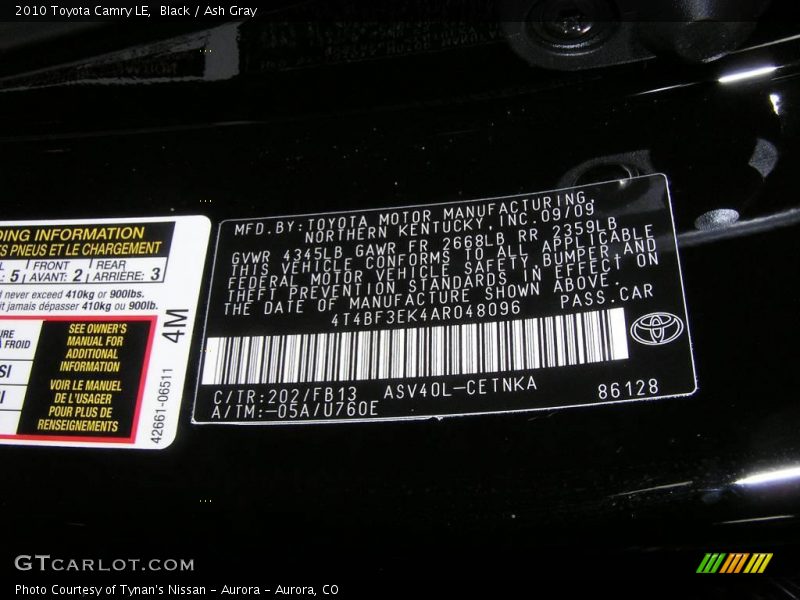 2010 Toyota Camry LE, Black / Ash Gray
DING INFORMATION
S PNEUS ET LE CHARGEMENT
5 FRONT 2 REAR 3
AVANT: ARRIÈRE:
never exceed 410kg or 900lbs.
it jamais dépasser 410kg ou 900lb.
SEE OWNER'S
MANUAL FOR
ADDITIONAL
INFORMATION
VOIR LE MANUEL
DE L'USAGER
POUR PLUS DE
RENSEIGNEMENTS
FROID
SI
4M
42661-06511
MFD. BY: TOYOTA MOTOR MANUFACTURING,
NORTHERN KENTUCKY, INC. 09/09
GVWR 4345LB GAWR FR 2668LB RR 2359LB
THIS VEHICLE CONFORMS TO ALL APPLICABLE
FEDERAL MOTOR VEHICLE SAFETY, BUMPER, AND
THEFT PREVENTION STANDARDS IN EFFECT ON
THE DATE OF MANUFACTURE SHOWN ABOVE.
4T4BF3EK4AR048096 PASS.CAR
C/TR:202/FB13 ASV40L-CETNKA 86128
A/TM:-05A/U760E
GTCARLOT.COM
Photo Courtesy of Tynan's Nissan - Aurora - Aurora, CO